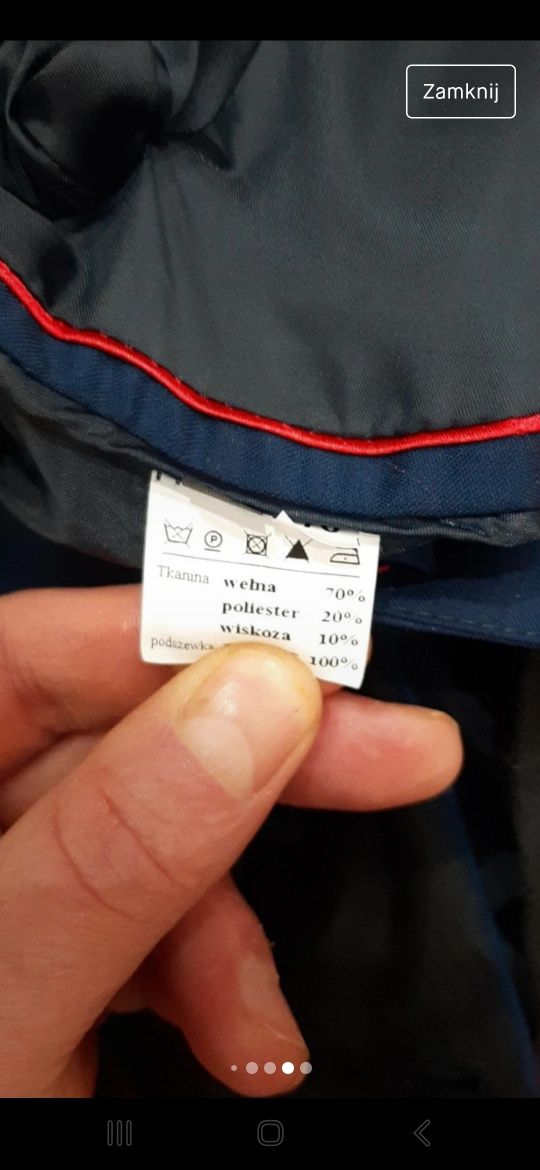 Zamknij
P
Tkanina wełna 70%
poliester 20%
wiskoza 10%
podszewka 100%